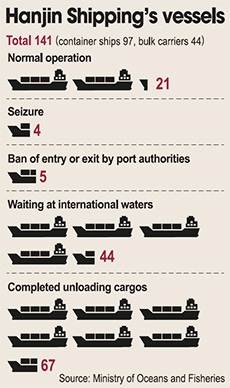 Hanjin Shipping's vessels
Total 141 (container ships 97, bulk carriers 44)
Normal operation
21
Seizure
4
Ban of entry or exit by port authorities
5
Waiting at international waters
44
Completed unloading cargos
67
Source: Ministry of Oceans and Fisheries